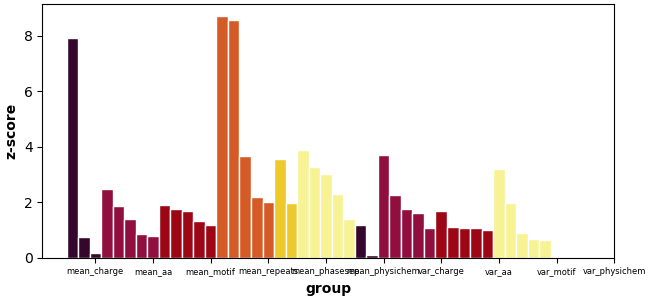 z-score
8
6
4
2
0
mean_charge mean_aa mean_motif mean_repeats mean_phasesep mean_physichem var_charge var_aa var_motif var_physichem
group